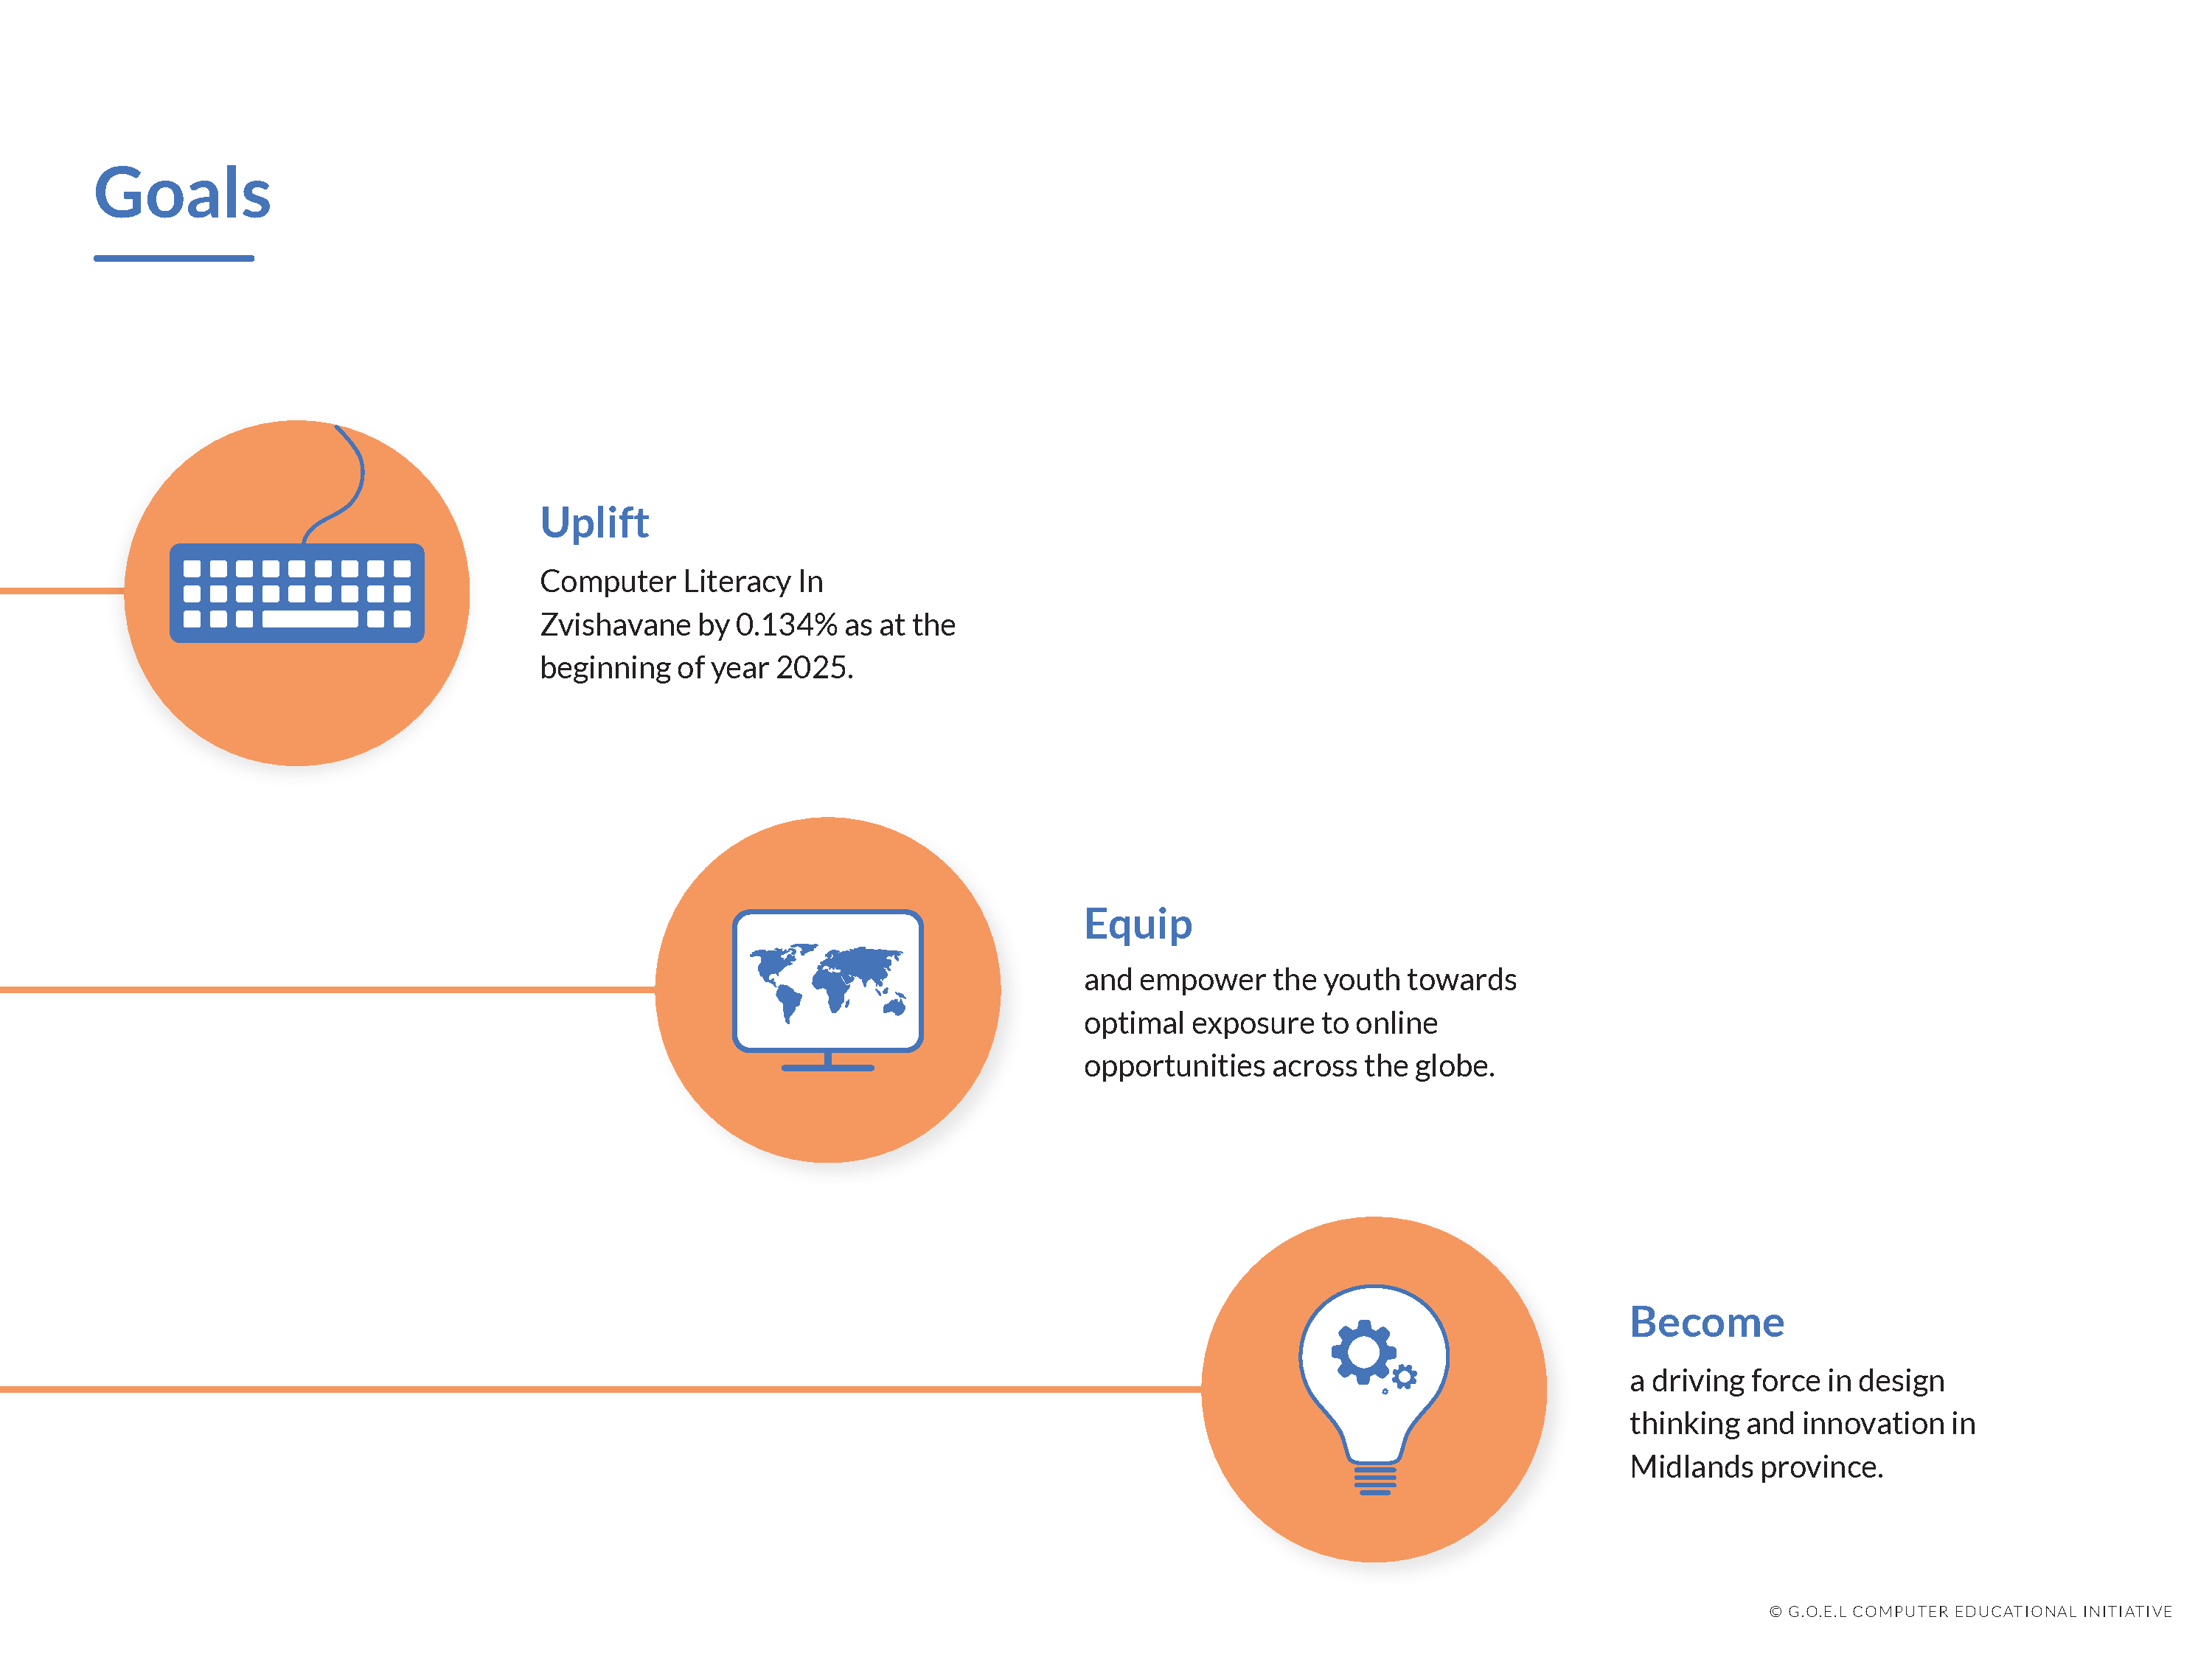 Goals
Uplift
Computer Literacy In
Zvishavane by 0.134% as at the
beginning of year 2025.
Equip
and empower the youth towards
optimal exposure to online
opportunities across the globe.
Become
a driving force in design
thinking and innovation in
Midlands province.
© G.O.E.L COMPUTER EDUCATIONAL INITIATIVE